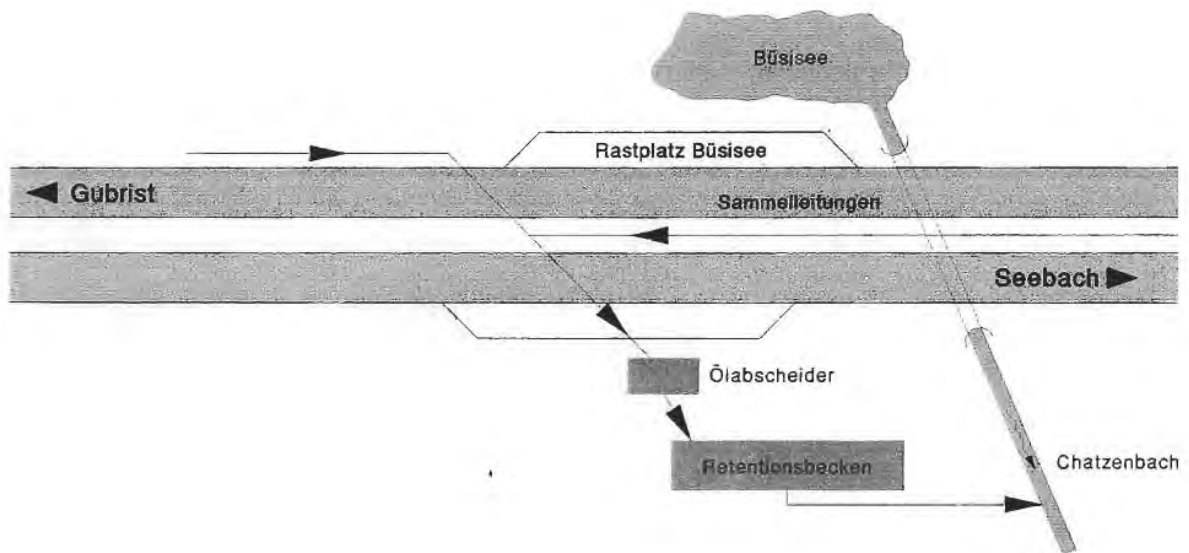 Büsisee
Rastplatz Büsisee
Gubrist
Sammelleitungen
Seebach
Ölabscheider
Retentionsbecken
Chatzenbach